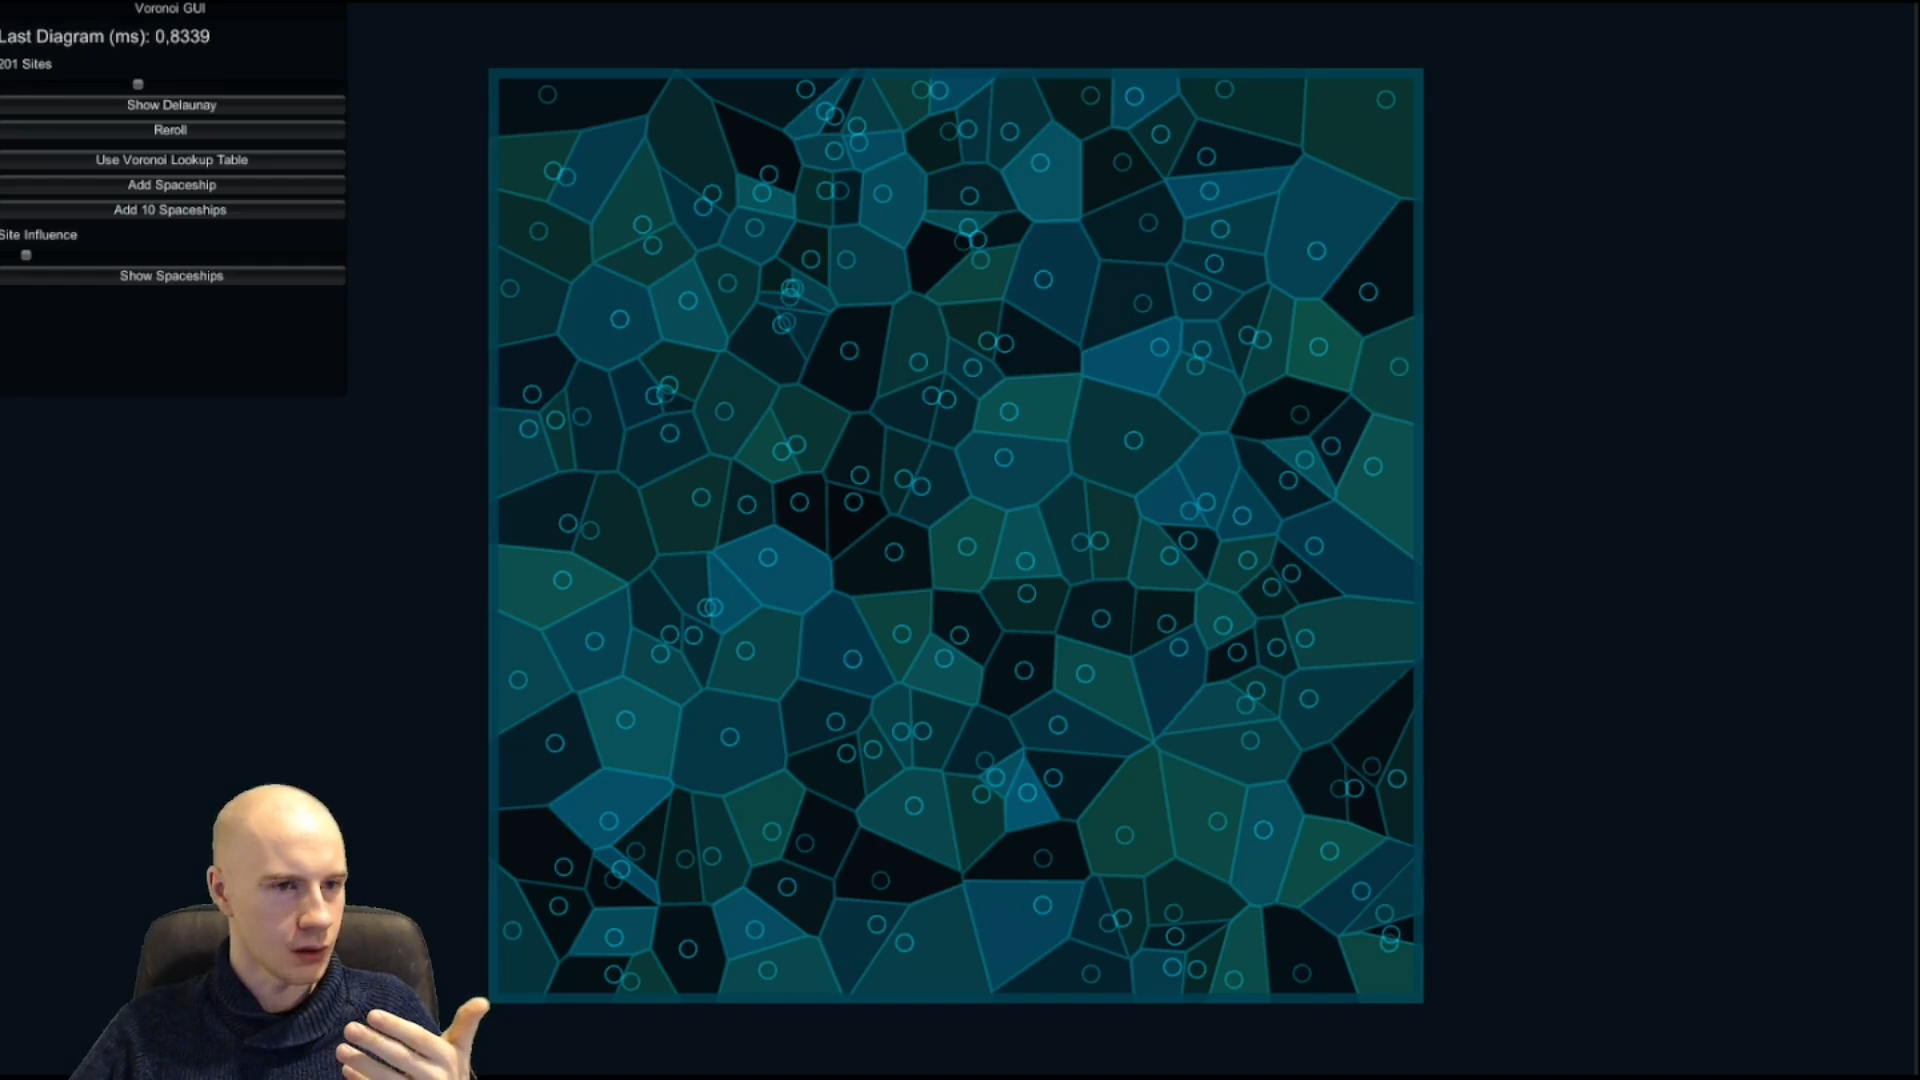 Voronoi GUI
Last Diagram (ms): 0,8339
201 Sites
Show Delaunay
Reroll
Use Voronoi Lookup Table
Add Spaceship
Add 10 Spaceships
Site Influence
Show Spaceships